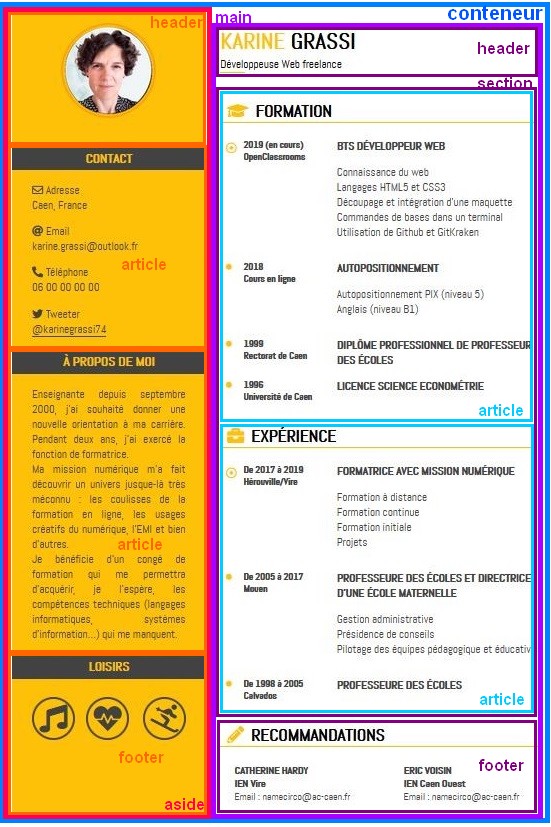 conteneur
header
main
KARINE GRASSI
header
Développeuse Web freelance
section
CONTACT
Adresse
Caen, France
Email
karine.grassi@outlook.fr
article
Téléphone
06 00 00 00 00
Tweeter
@karinegrassi74
À PROPOS DE MOI
Enseignante depuis septembre
2000, j'ai souhaité donner une
nouvelle orientation à ma carrière.
Pendant deux ans, j'ai exercé la
fonction de formatrice.
Ma mission numérique m'a fait
découvrir un univers jusque-là très
méconnu : les coulisses de la
formation en ligne, les usages
créatifs du numérique, l'EMI et bien
d'autres.
article
Je bénéficie d'un congé de
formation qui me permettra
d'acquérir, je l'espère, les
compétences techniques (langages
informatiques, systèmes
d'information...) qui me manquent.
LOISIRS
footer
aside
FORMATION
2019 (en cours)
OpenClassrooms
BTS DÉVELOPPEUR WEB
Connaissance du web
Langages HTML5 et CSS3
Découpage et intégration d'une maquette
Commandes de bases dans un terminal
Utilisation de Github et GitKraken
2018
Cours en ligne
AUTOPOSITIONNEMENT
Autopositionnement PIX (niveau 5)
Anglais (niveau B1)
1999
Rectorat de Caen
DIPLÔME PROFESSIONNEL DE PROFESSEUR
DES ÉCOLES
1996
Université de Caen
LICENCE SCIENCE ECONOMÉTRIE
article
EXPÉRIENCE
De 2017 à 2019
Hérouville/Vire
FORMATRICE AVEC MISSION NUMÉRIQUE
Formation à distance
Formation continue
Formation initiale
Projets
De 2005 à 2017
Moyen
PROFESSEURE DES ÉCOLES ET DIRECTRICE
D'UNE ÉCOLE MATERNELLE
Gestion administrative
Présidence de conseils
Pilotage des équipes pédagogique et éducativ
De 1998 à 2005
Calvados
PROFESSEURE DES ÉCOLES
article
RECOMMANDATIONS
CATHERINE HARDY
IEN Vire
Email : namecirco@ac-caen.fr
ERIC VOISIN
IEN Caen Ouest
Email : namecirco@ac-caen.fr
footer